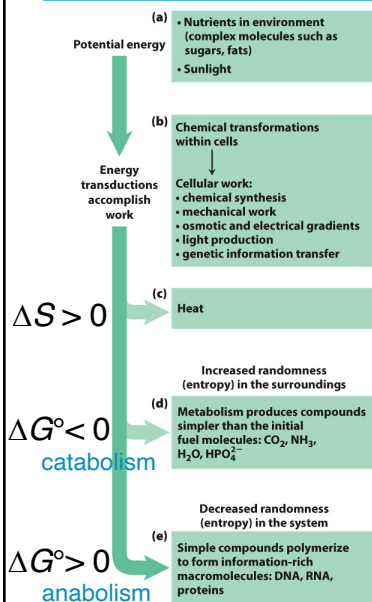 (a)
• Nutrients in environment
(complex molecules such as
sugars, fats)
• Sunlight
Potential energy
(b)
Chemical transformations
within cells
Cellular work:
• chemical synthesis
• mechanical work
• osmotic and electrical gradients
• light production
• genetic information transfer
Energy
transductions
accomplish
work
(c)
Heat
ΔS > 0
Increased randomness
(entropy) in the surroundings
(d)
Metabolism produces compounds
simpler than the initial
fuel molecules: CO₂, NH₃,
H₂O, HPO₄²⁻
ΔG°< 0
catabolism
Decreased randomness
(entropy) in the system
(e)
Simple compounds polymerize
to form information-rich
macromolecules: DNA, RNA,
proteins
ΔG°> 0
anabolism